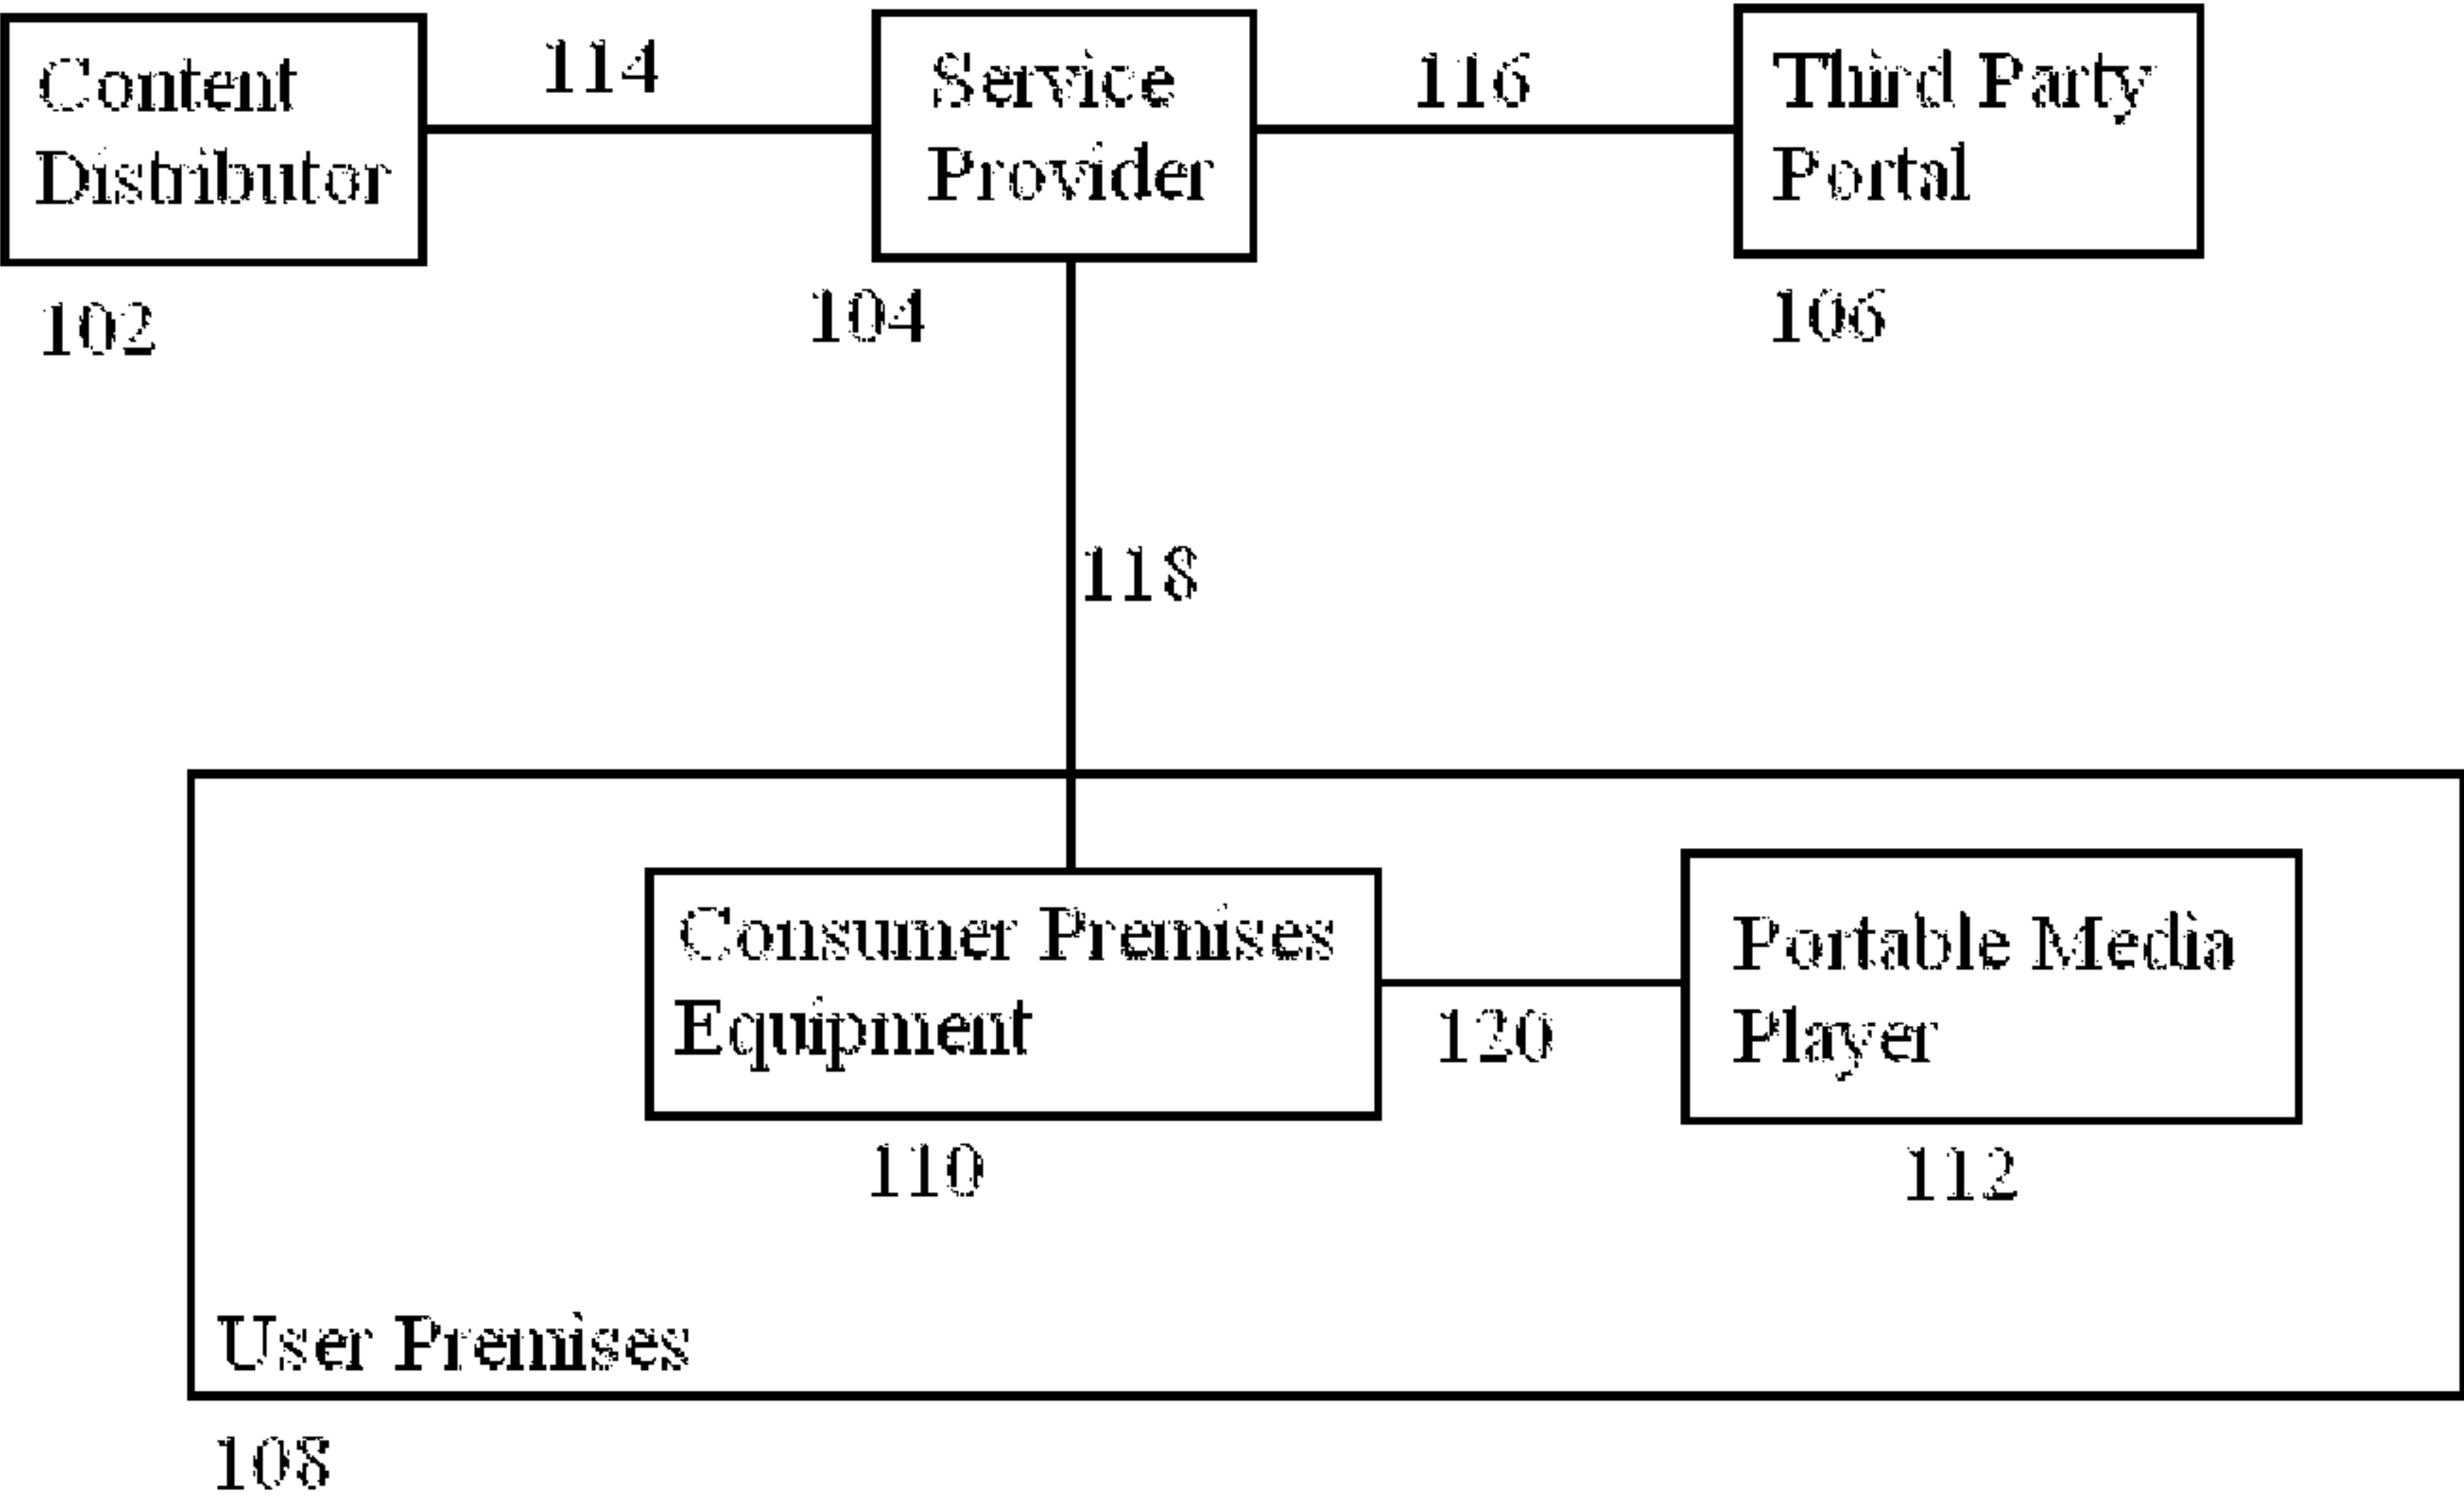 Content
Distributor
102
114
Service
Provider
104
116
Third Party
Portal
106
118
Consumer Premises
Equipment
110
120
Portable Media
Player
112
User Premises
108